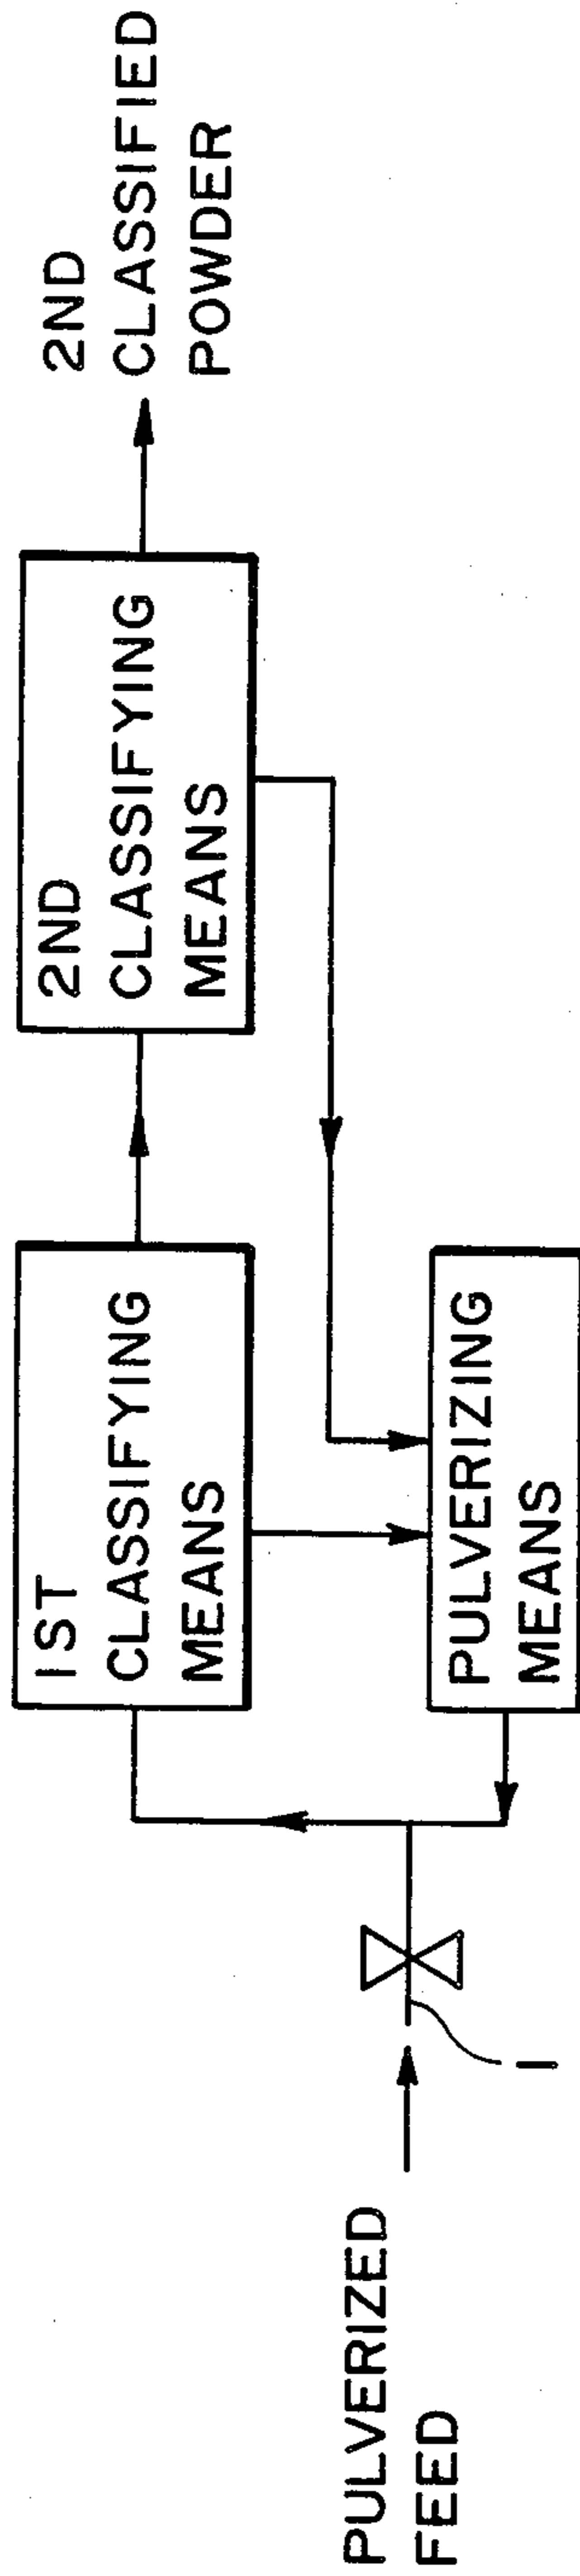 PULVERIZED
FEED
1
1ST
CLASSIFYING
MEANS
PULVERIZING
MEANS
2ND
CLASSIFYING
MEANS
2ND
CLASSIFIED
POWDER